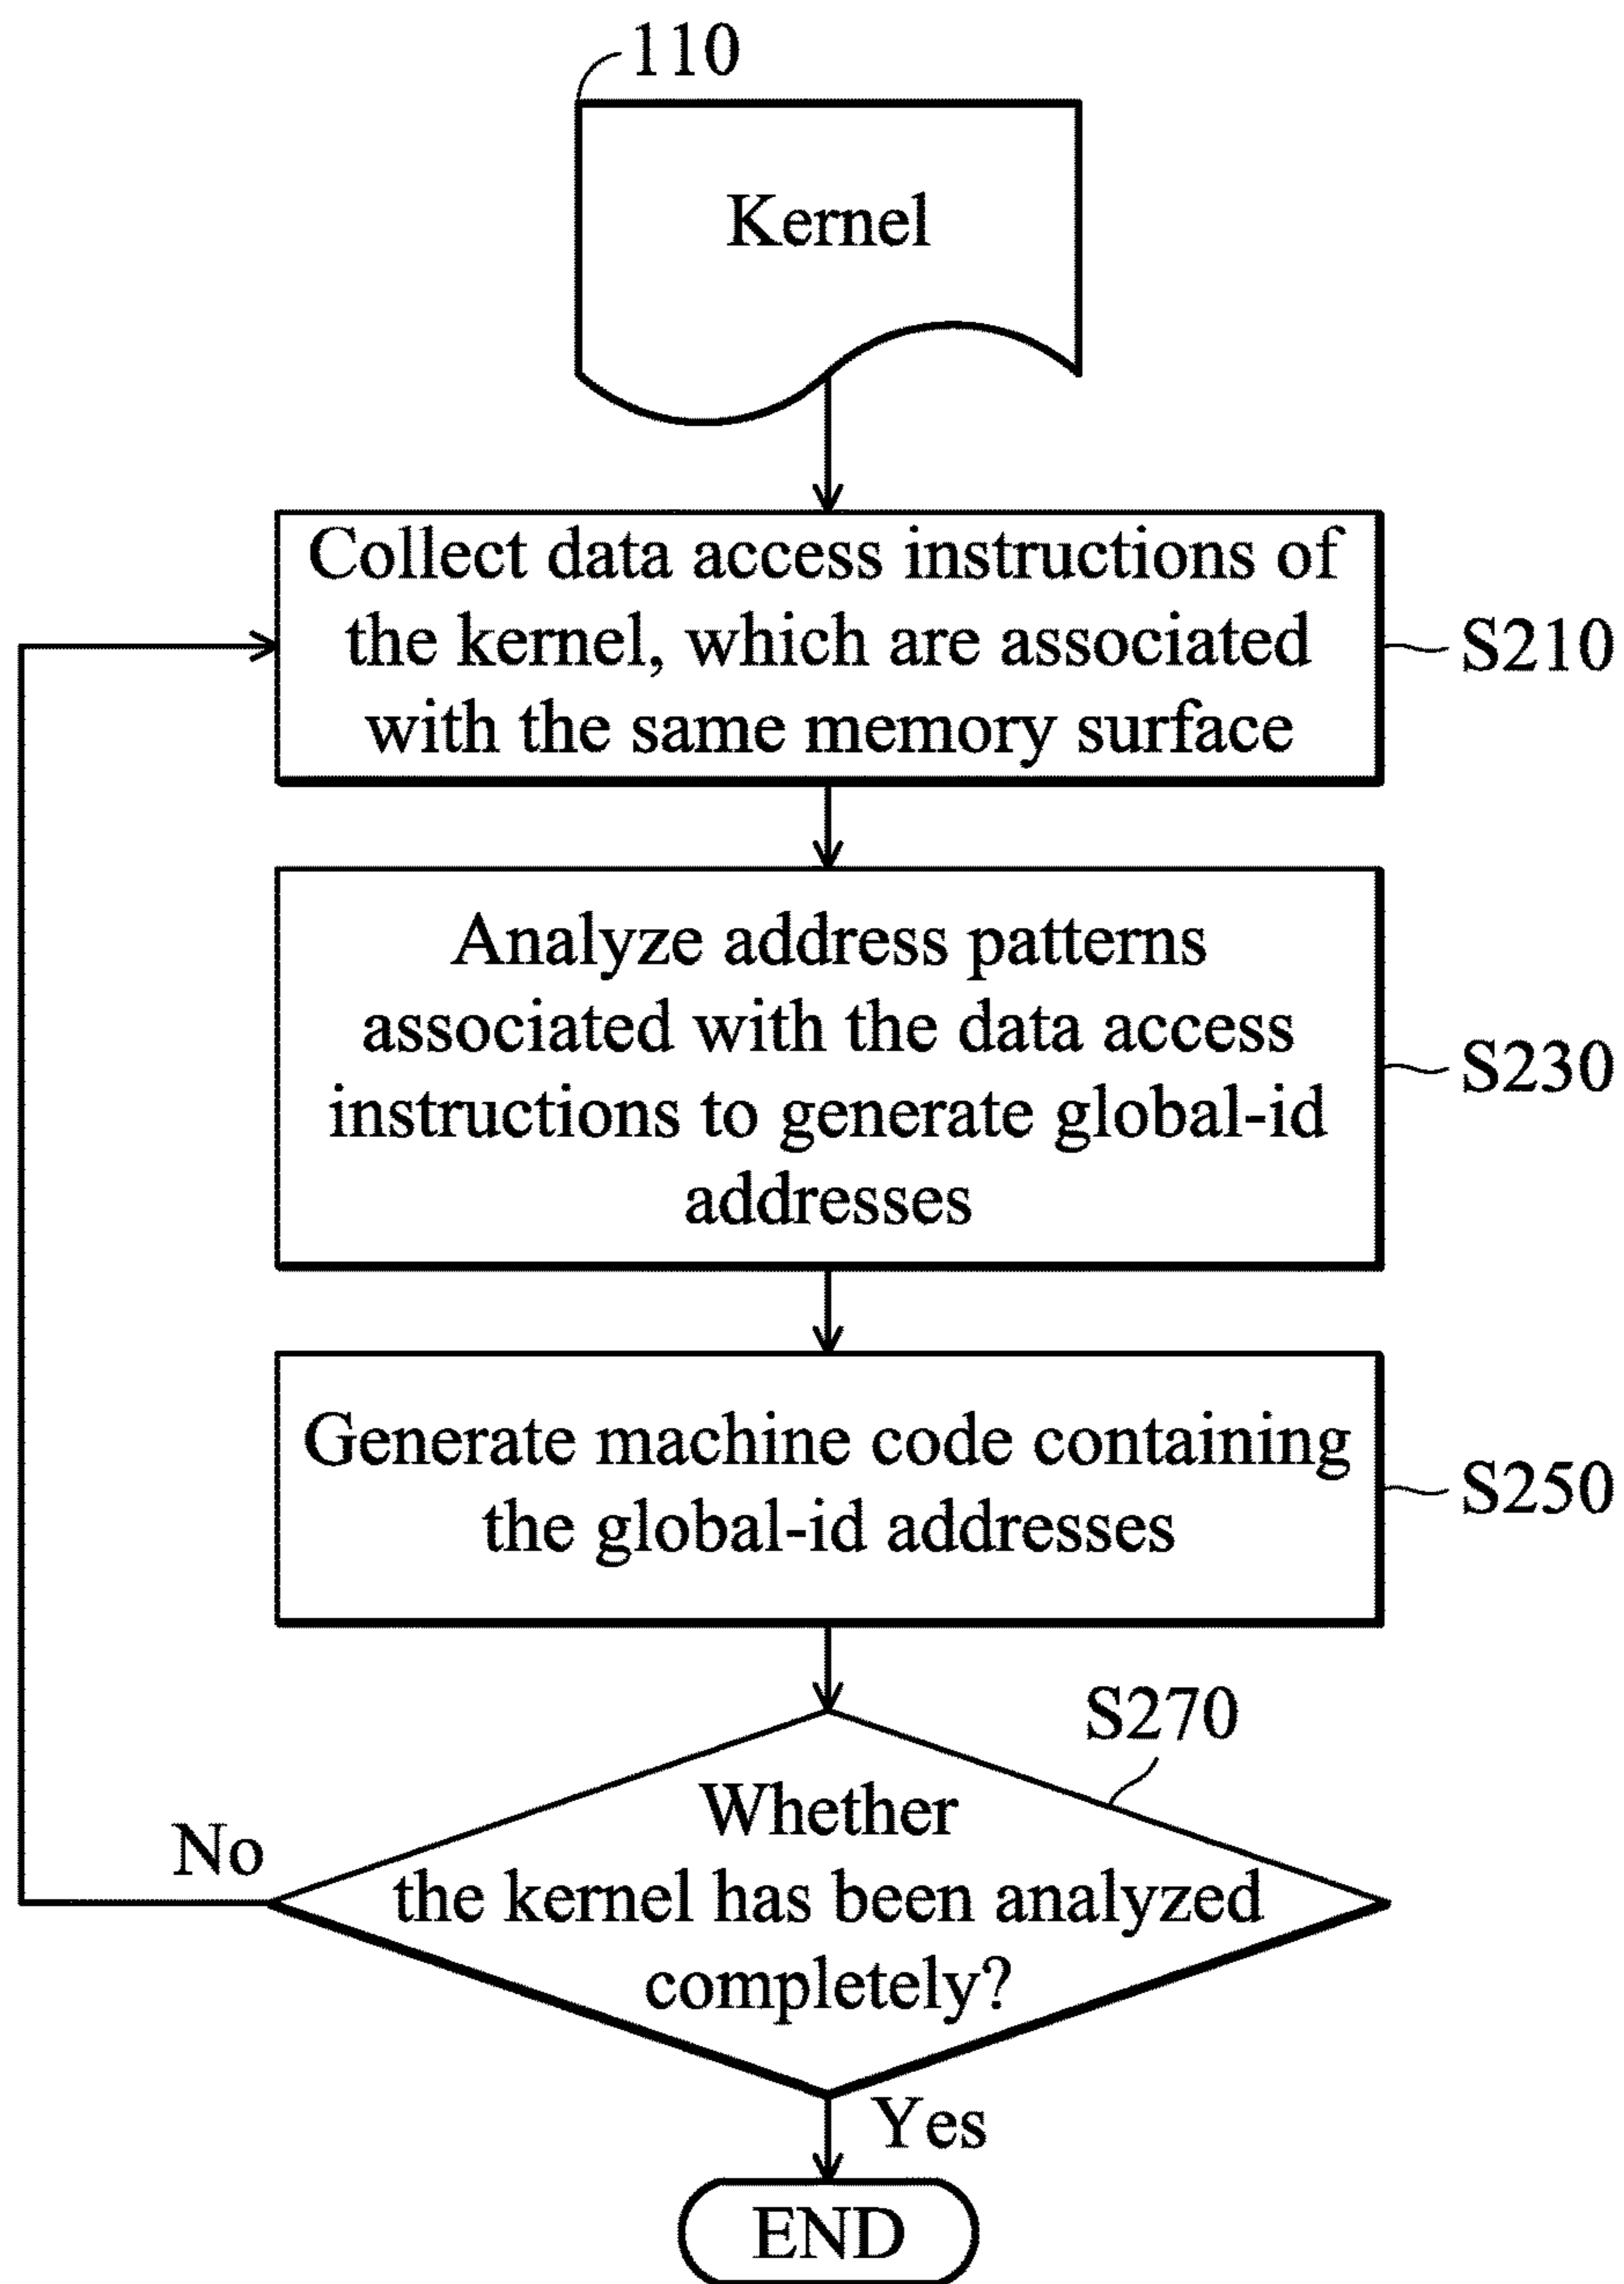 110
Kernel
Collect data access instructions of
the kernel, which are associated
with the same memory surface
S210
Analyze address patterns
associated with the data access
instructions to generate global-id
addresses
S230
Generate machine code containing
the global-id addresses
S250
S270
Whether
the kernel has been analyzed
completely?
No
Yes
END